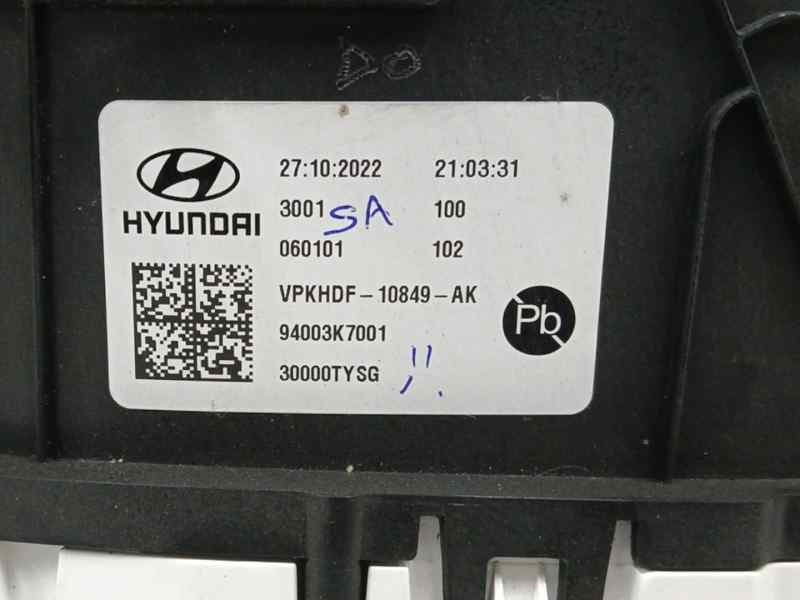 27:10:2022 21:03:31
HYUNDAI
3001 SA 100
060101 102
VPKHDF-10849-AK
Pb
94003K7001
30000TYSG